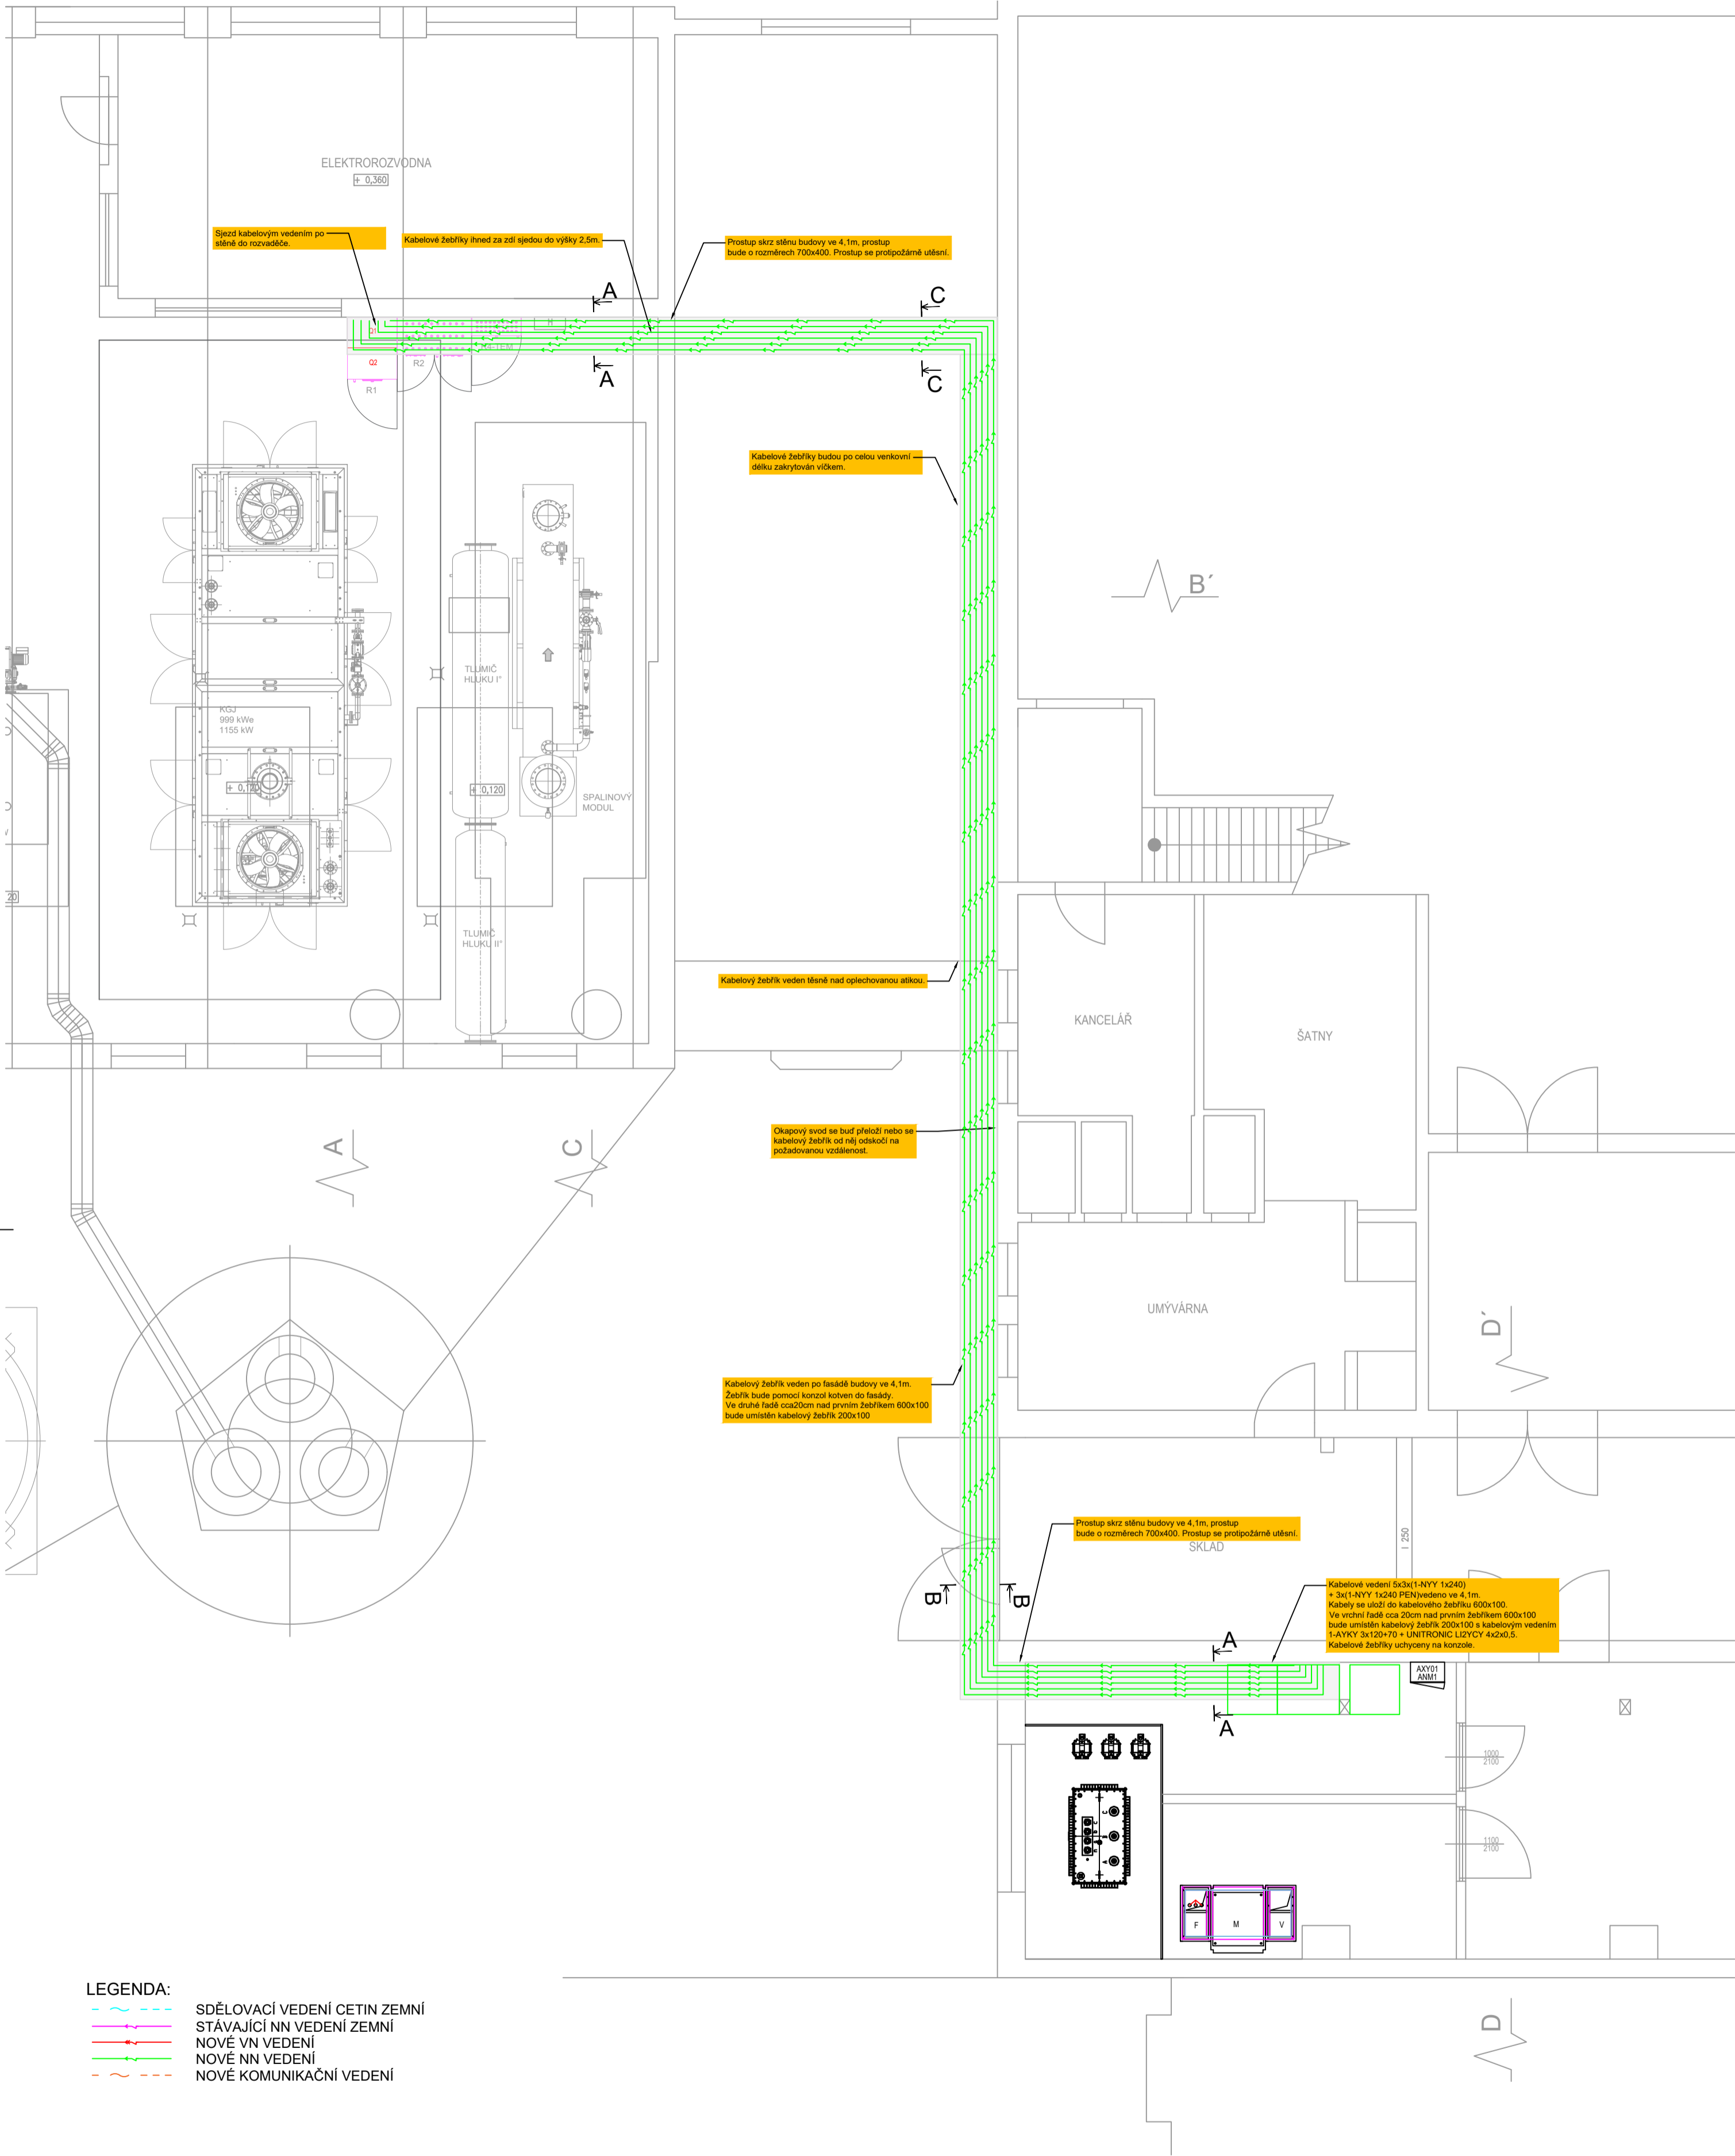 ELEKTROROZVODNA
+ 0,360
Sjezd kabelovým vedením po
stěně do rozvaděče.
Kabelové žebříky ihned za zdí sjedou do výšky 2,5m.
Prostup skrz stěnu budovy ve 4,1m, prostup
bude o rozměrech 700x400. Prostup se protipožárně utěsní.
A
C
Q1
H
Q2
R2
R1
A
C
Kabelové žebříky budou po celou venkovní
délku zakrytován víčkem.
B´
TLUMIČ
HLUKU I°
KGJ
999 kWe
1155 kW
+ 0,120
+ 0,120
SPALINOVÝ
MODUL
20
TLUMIČ
HLUKU II°
Kabelový žebřík veden těsně nad oplechovanou atikou.
KANCELÁŘ
ŠATNY
Okapový svod se buď přeloží nebo se
kabelový žebřík od něj odskočí na
požadovanou vzdálenost.
A
C
UMÝVÁRNA
D´
Kabelový žebřík veden po fasádě budovy ve 4,1m.
Žebřík bude pomocí konzol kotven do fasády.
Ve druhé řadě cca20cm nad prvním žebříkem 600x100
bude umístěn kabelový žebřík 200x100
Prostup skrz stěnu budovy ve 4,1m, prostup
bude o rozměrech 700x400. Prostup se protipožárně utěsní.
SKLAD
I 250
B
B
Kabelové vedení 5x3x(1-NYY 1x240)
+ 3x(1-NYY 1x240 PEN)vedeno ve 4,1m.
Kabely se uloží do kabelového žebříku 600x100.
Ve vrchní řadě cca 20cm nad prvním žebříkem 600x100
bude umístěn kabelový žebřík 200x100 s kabelovým vedením
1-AYKY 3x120+70 + UNITRONIC LI2YCY 4x2x0,5.
Kabelové žebříky uchyceny na konzole.
A
AXY01
ANM1
A
1000
2100
1100
2100
F
M
V
D
LEGENDA:
SDĚLOVACÍ VEDENÍ CETIN ZEMNÍ
STÁVAJÍCÍ NN VEDENÍ ZEMNÍ
NOVÉ VN VEDENÍ
NOVÉ NN VEDENÍ
NOVÉ KOMUNIKAČNÍ VEDENÍ